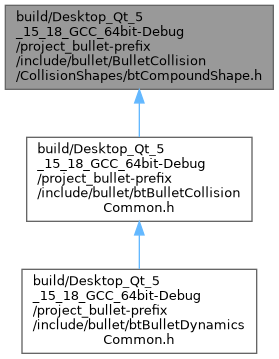 build/Desktop_Qt_5
_15_18_GCC_64bit-Debug
/project_bullet-prefix
/include/bullet/BulletCollision
/CollisionShapes/btCompoundShape.h
build/Desktop_Qt_5
_15_18_GCC_64bit-Debug
/project_bullet-prefix
/include/bullet/btBulletCollision
Common.h
build/Desktop_Qt_5
_15_18_GCC_64bit-Debug
/project_bullet-prefix
/include/bullet/btBulletDynamics
Common.h